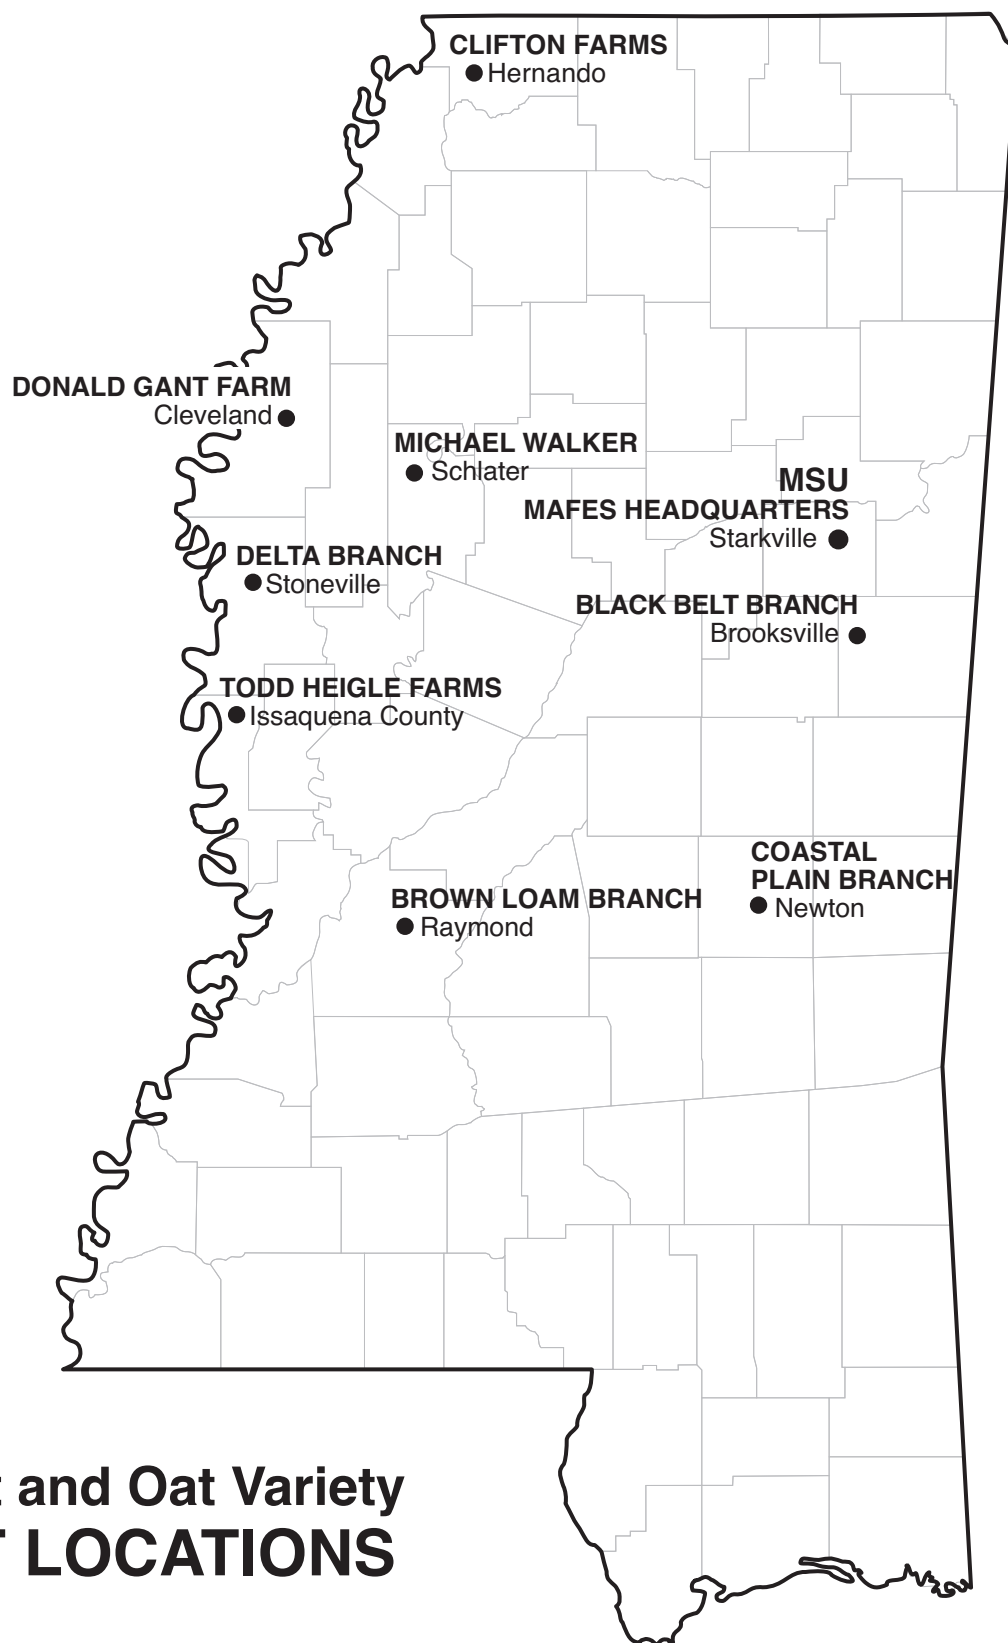 CLIFTON FARMS
Hernando
DONALD GANT FARM
Cleveland
MICHAEL WALKER
Schlater
MSU
MAFES HEADQUARTERS
Starkville
DELTA BRANCH
Stoneville
BLACK BELT BRANCH
Brooksville
TODD HEIGLE FARMS
Issaquena County
COASTAL
PLAIN BRANCH
Newton
BROWN LOAM BRANCH
Raymond
and Oat Variety
LOCATIONS